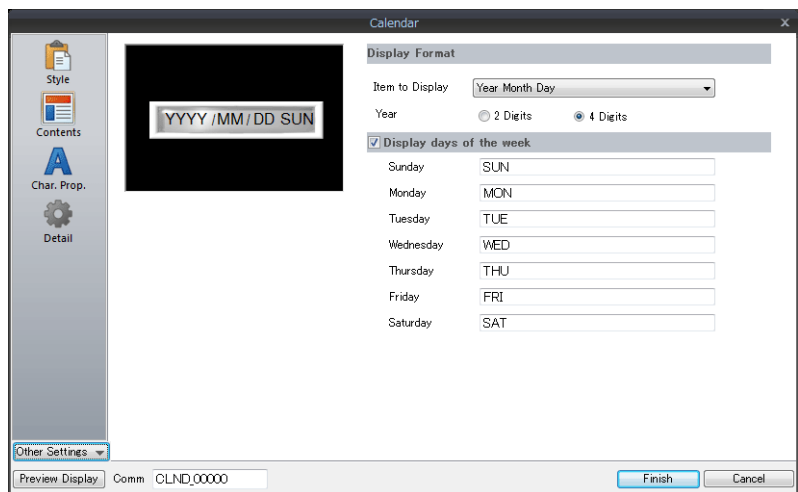 Calendar
x
Style
Contents
Char. Prop.
Detail
YYYY /MM/DD SUN
Display Format
Item to Display Year Month Day
Year 2 Digits 4 Digits
Display days of the week
Sunday SUN
Monday MON
Tuesday TUE
Wednesday WED
Thursday THU
Friday FRI
Saturday SAT
Other Settings
Preview Display Comm CLND_00000 Finish Cancel